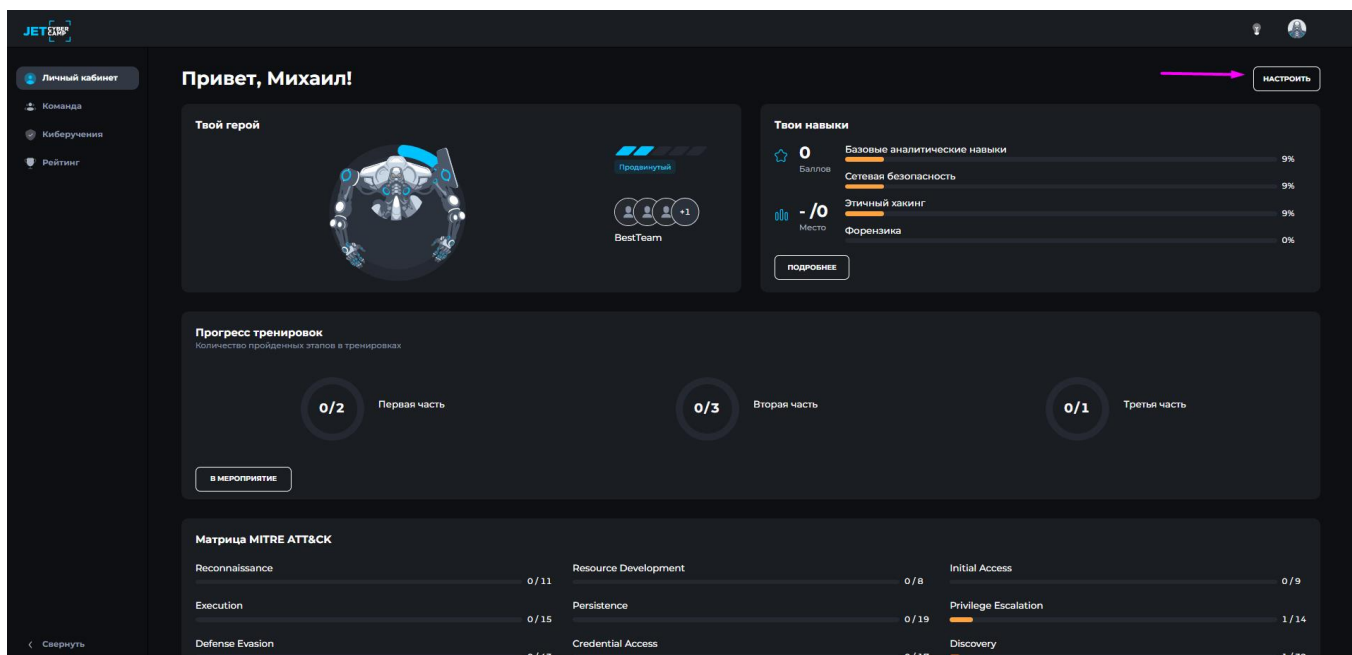 JET CYBER CAMP
Личный кабинет
Команда
Киберучения
Рейтинг
Свернуть
Привет, Михаил!
НАСТРОИТЬ
Твой герой
Продвинутый
+1
BestTeam
Твои навыки
0
Баллов
- /0
Место
Базовые аналитические навыки
9%
Сетевая безопасность
9%
Этичный хакинг
9%
Форензика
0%
ПОДРОБНЕЕ
Прогресс тренировок
Количество пройденных этапов в тренировках
0/2 Первая часть
0/3 Вторая часть
0/1 Третья часть
В МЕРОПРИЯТИЕ
Матрица MITRE ATT&CK
Reconnaissance
0/11
Resource Development
0/8
Initial Access
0/9
Execution
0/15
Persistence
0/19
Privilege Escalation
1/14
Defense Evasion
Credential Access
Discovery